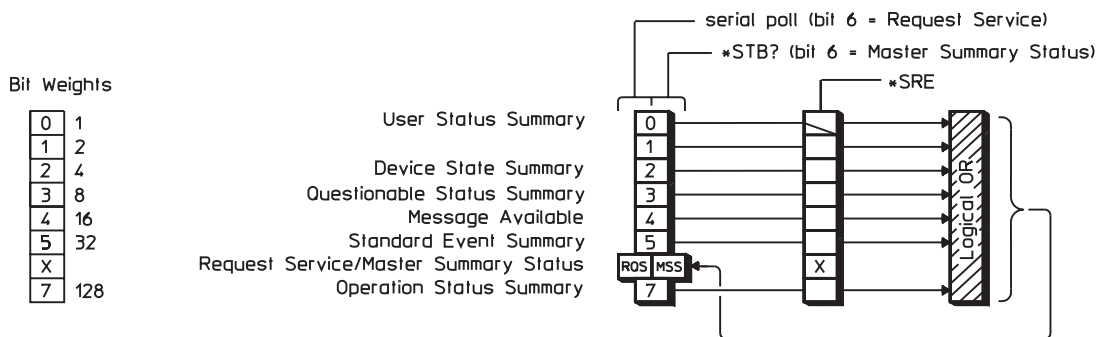 serial poll (bit 6 = Request Service)
*STB? (bit 6 = Master Summary Status)
Bit Weights
*SRE
0 1 User Status Summary 0
1 2 1
2 4 Device State Summary 2
3 8 Questionable Status Summary 3
4 16 Message Available 4
5 32 Standard Event Summary 5
X Request Service/Master Summary Status RQS MSS X
7 128 Operation Status Summary 7
Logical OR